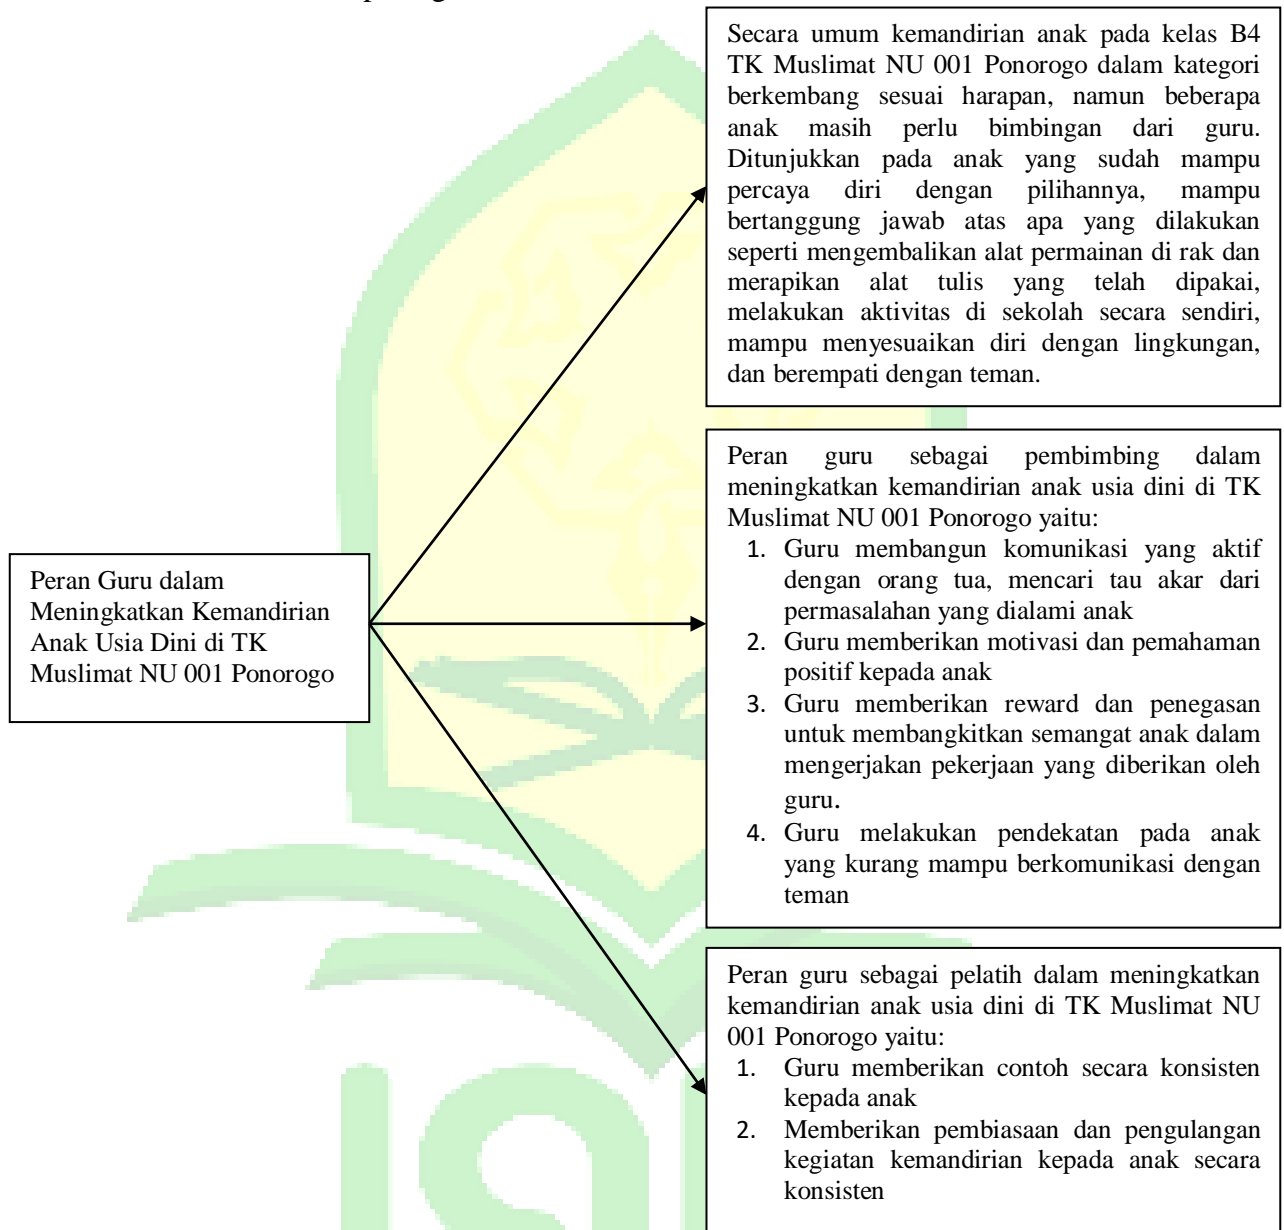 Secara umum kemandirian anak pada kelas B4
TK Muslimat NU 001 Ponorogo dalam kategori
berkembang sesuai harapan, namun beberapa
anak masih perlu bimbingan dari guru.
Ditunjukkan pada anak yang sudah mampu
percaya diri dengan pilihannya, mampu
bertanggung jawab atas apa yang dilakukan
seperti mengembalikan alat permainan di rak dan
merapikan alat tulis yang telah dipakai,
melakukan aktivitas di sekolah secara sendiri,
mampu menyesuaikan diri dengan lingkungan,
dan berempati dengan teman.
Peran Guru dalam
Meningkatkan Kemandirian
Anak Usia Dini di TK
Muslimat NU 001 Ponorogo
Peran guru sebagai pembimbing dalam
meningkatkan kemandirian anak usia dini di TK
Muslimat NU 001 Ponorogo yaitu:
1. Guru membangun komunikasi yang aktif
dengan orang tua, mencari tau akar dari
permasalahan yang dialami anak
2. Guru memberikan motivasi dan pemahaman
positif kepada anak
3. Guru memberikan reward dan penegasan
untuk membangkitkan semangat anak dalam
mengerjakan pekerjaan yang diberikan oleh
guru.
4. Guru melakukan pendekatan pada anak
yang kurang mampu berkomunikasi dengan
teman
Peran guru sebagai pelatih dalam meningkatkan
kemandirian anak usia dini di TK Muslimat NU
001 Ponorogo yaitu:
1. Guru memberikan contoh secara konsisten
kepada anak
2. Memberikan pembiasaan dan pengulangan
kegiatan kemandirian kepada anak secara
konsisten